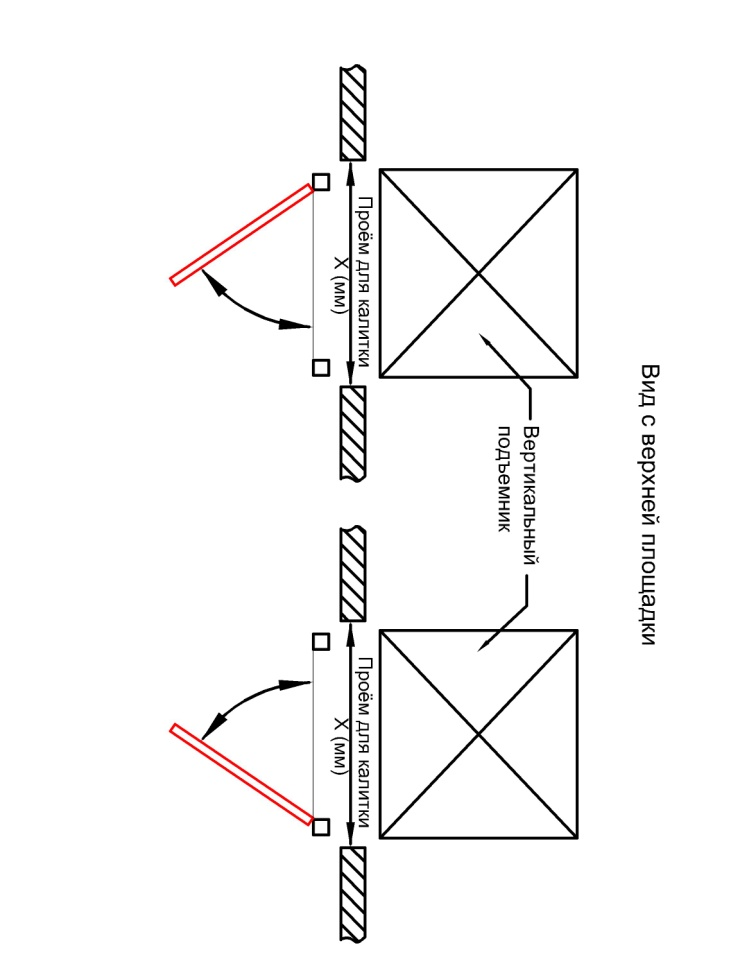 Вид с верхней площадки
Вертикальный
подъемник
Проём для калитки
X (мм)
Проём для калитки
X (мм)